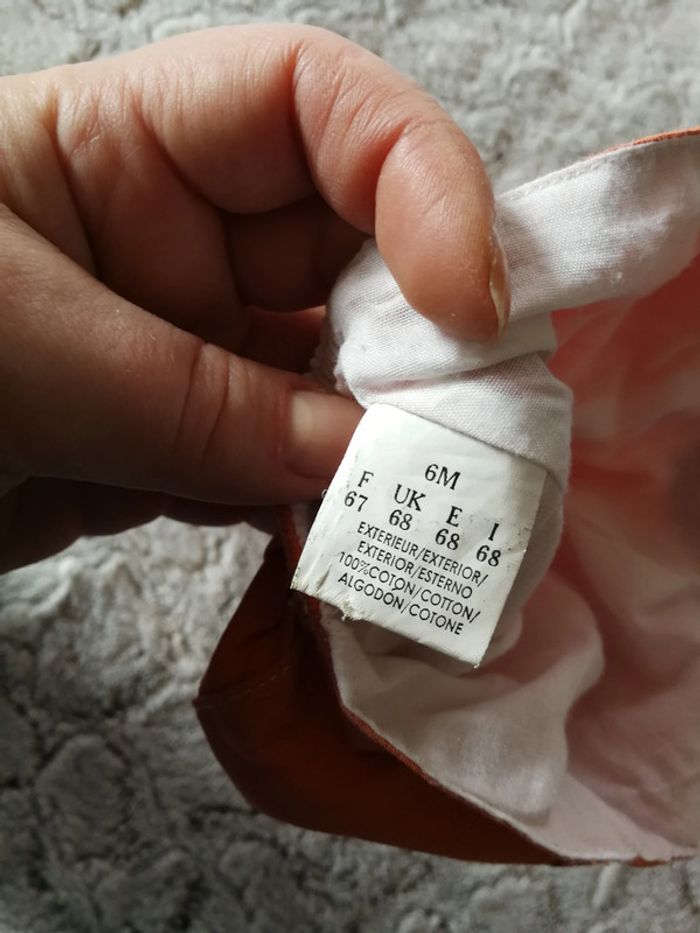 6M
F UK E I
67 68 68 68
EXTERIEUR/EXTERIOR/
EXTERIOR/ESTERNO
100%COTON/COTTON/
ALGODON/COTONE